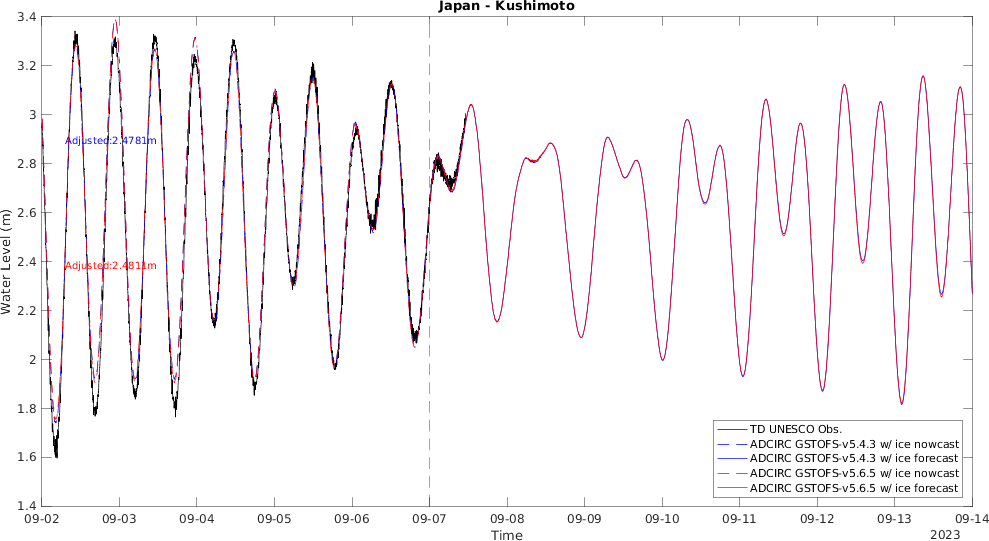 Japan - Kushimoto
3.4
3.2
3
2.8
2.6
2.4
2.2
2
1.8
1.6
1.4
Water Level (m)
Adjusted:2.4781m
Adjusted:2.4811m
TD UNESCO Obs.
ADCIRC GSTOFS-v5.4.3 w/ ice nowcast
ADCIRC GSTOFS-v5.4.3 w/ ice forecast
ADCIRC GSTOFS-v5.6.5 w/ ice nowcast
ADCIRC GSTOFS-v5.6.5 w/ ice forecast
09-02 09-03 09-04 09-05 09-06 09-07 09-08 09-09 09-10 09-11 09-12 09-13 09-14
Time
2023